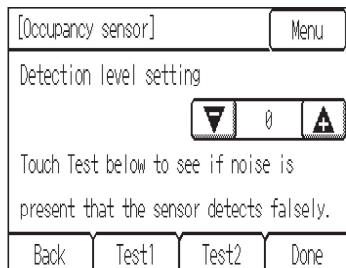 [Occupancy sensor] Menu
Detection level setting
0
Touch Test below to see if noise is
present that the sensor detects falsely.
Back Test1 Test2 Done